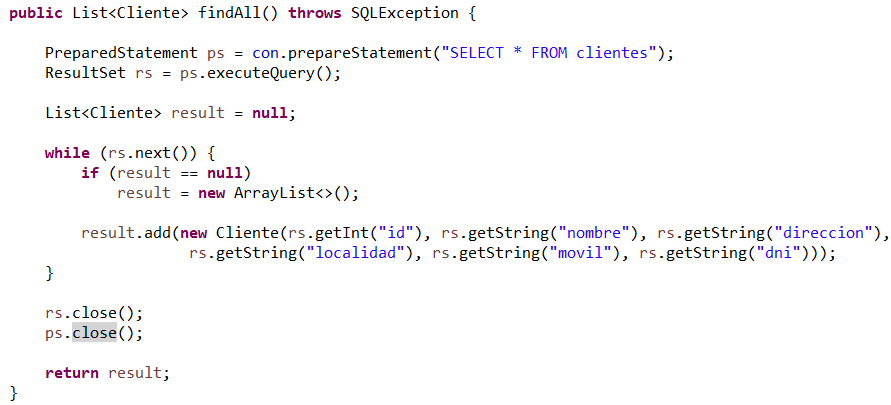 public List<Cliente> findAll() throws SQLException {
PreparedStatement ps = con.prepareStatement("SELECT * FROM clientes");
ResultSet rs = ps.executeQuery();
List<Cliente> result = null;
while (rs.next()) {
if (result == null)
result = new ArrayList<>();
result.add(new Cliente(rs.getInt("id"), rs.getString("nombre"), rs.getString("direccion"),
rs.getString("localidad"), rs.getString("movil"), rs.getString("dni")));
}
rs.close();
ps.close();
return result;
}